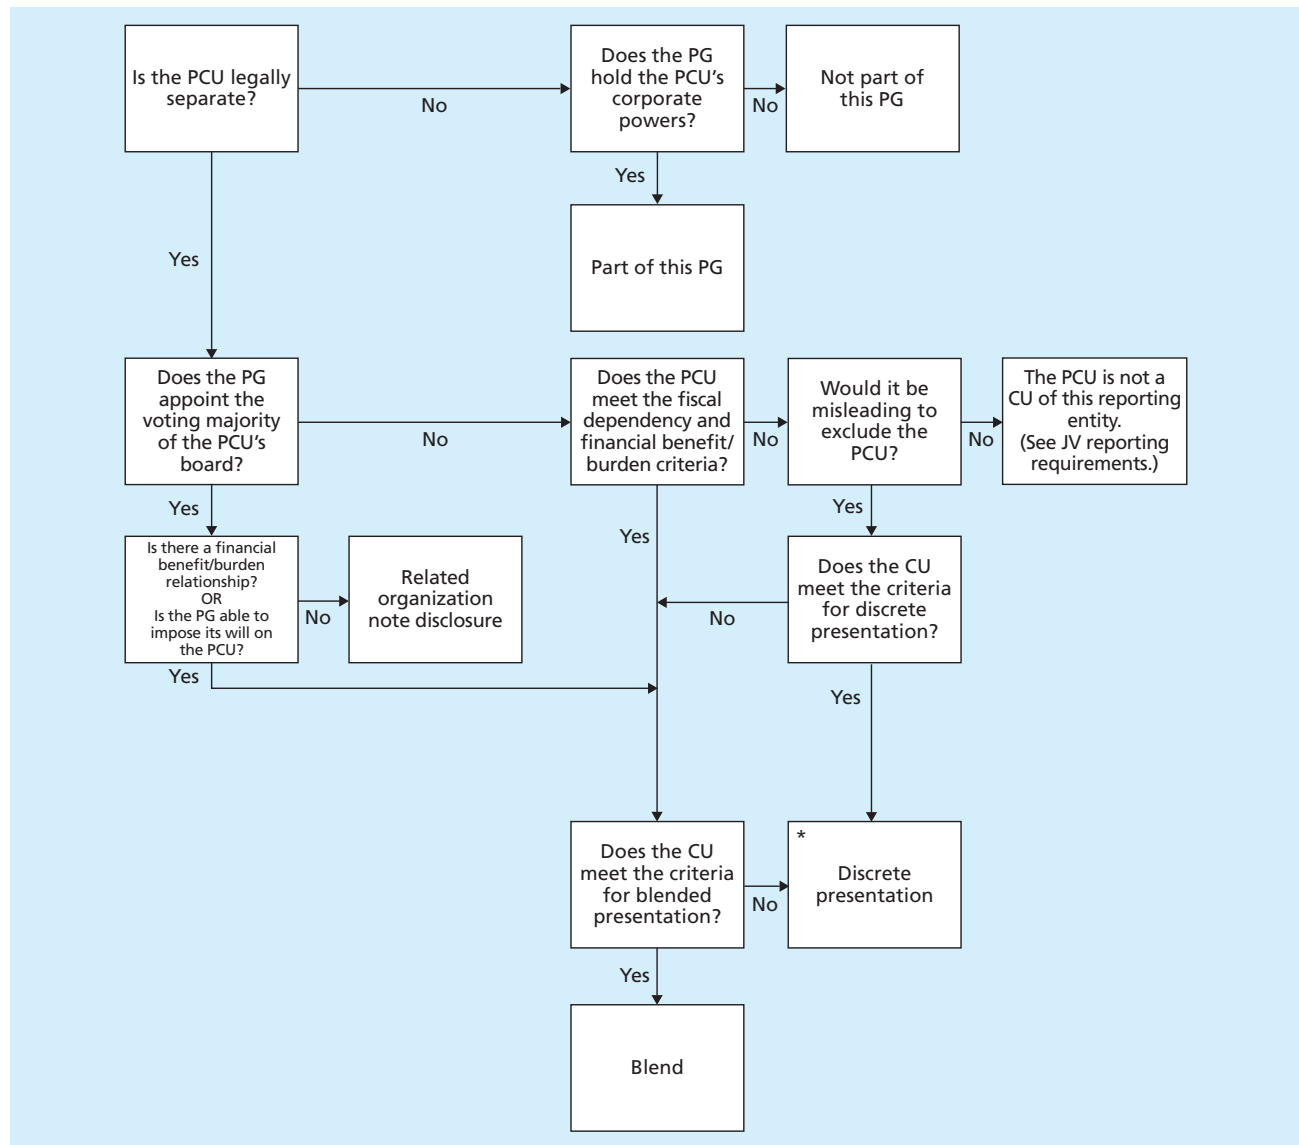 Is the PCU legally
separate?
No
Does the PG
hold the PCU's
corporate
powers?
No
Not part of
this PG
Yes
Part of this PG
Yes
Does the PG
appoint the
voting majority
of the PCU's
board?
No
Does the PCU
meet the fiscal
dependency and
financial benefit/
burden criteria?
No
Would it be
misleading to
exclude the
PCU?
No
The PCU is not a
CU of this reporting
entity.
(See JV reporting
requirements.)
Yes
Is there a financial
benefit/burden
relationship?
OR
Is the PG able to
impose its will on
the PCU?
No
Related
organization
note disclosure
Yes
Yes
Does the CU
meet the criteria
for discrete
presentation?
No
Yes
Yes
Does the CU
meet the criteria
for blended
presentation?
No
*
Discrete
presentation
Yes
Blend